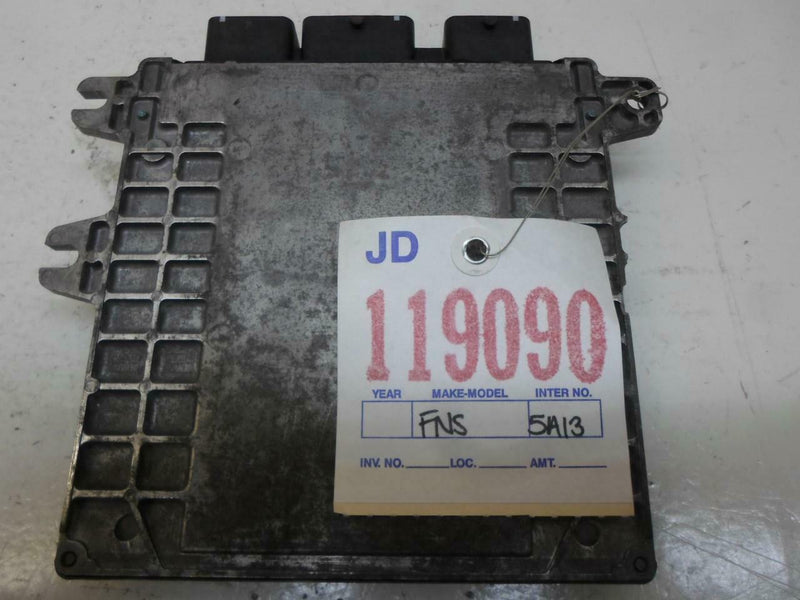 JD
119090
YEAR MAKE-MODEL INTER NO.
FNS 5A13
INV. NO. LOC. AMT.